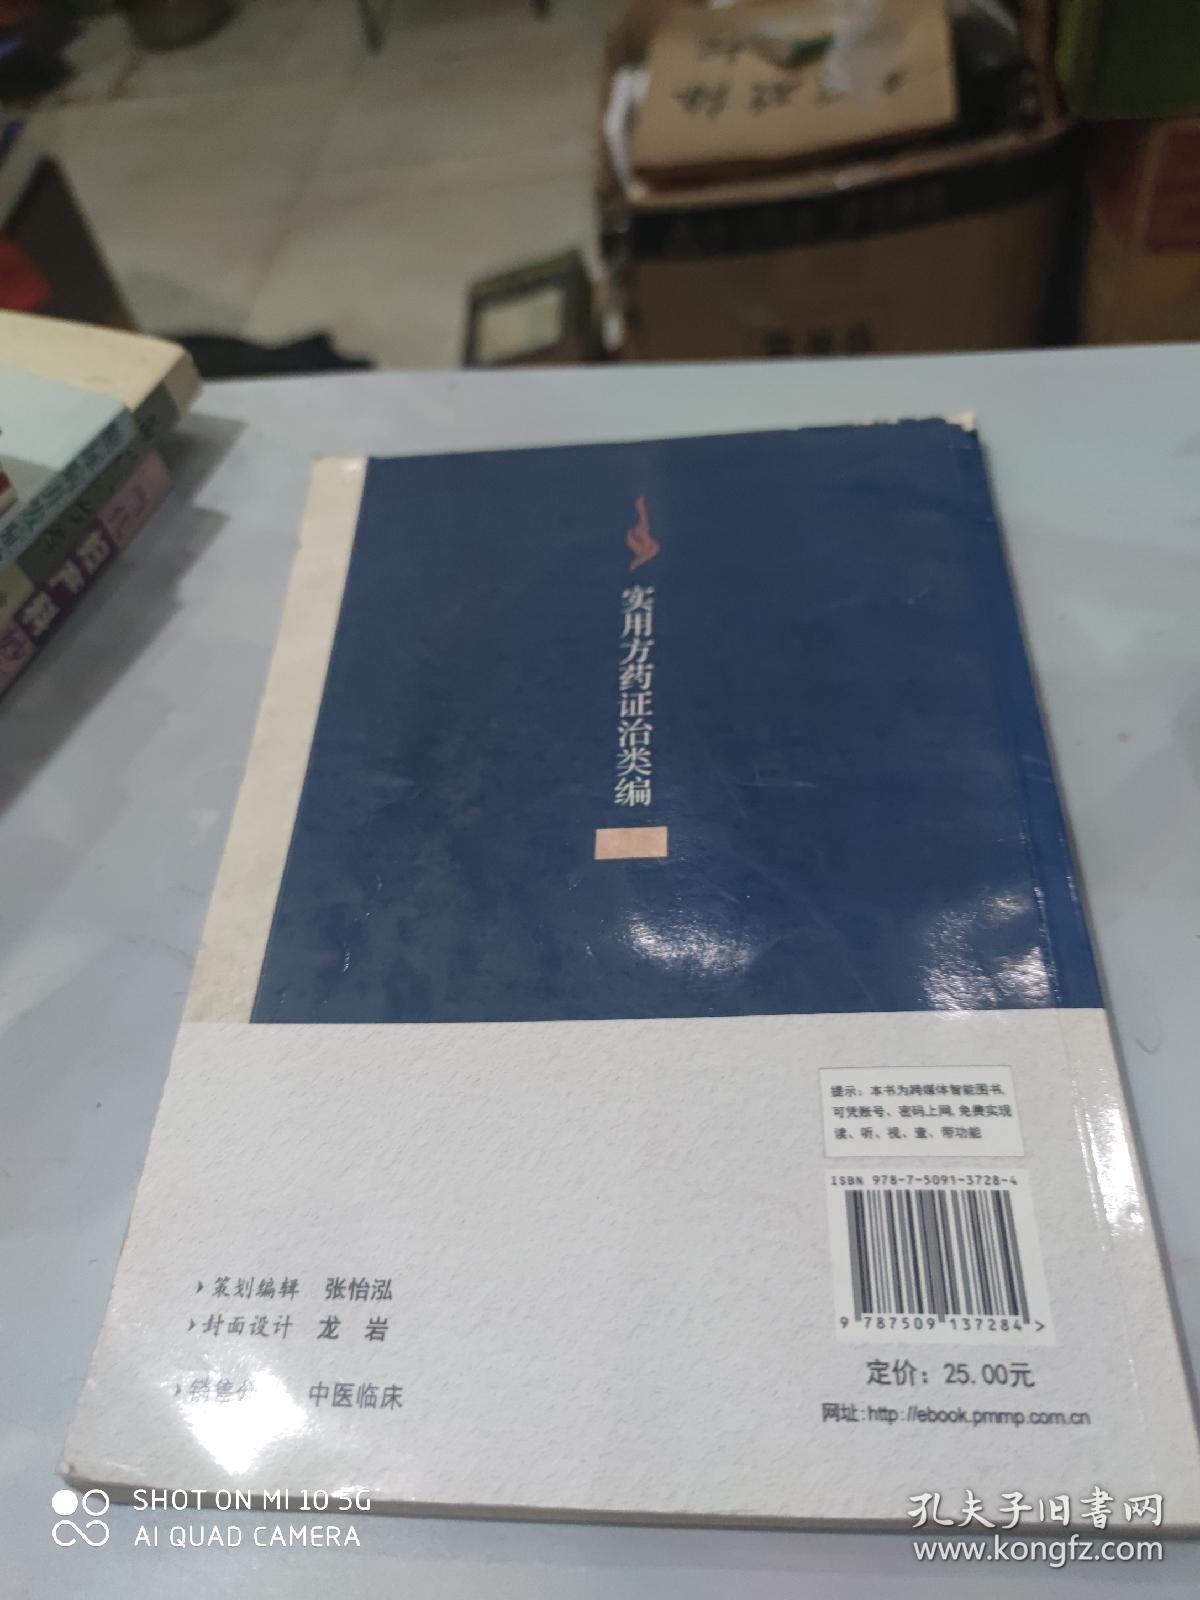 实用方药证治类编
提示：本书为跨媒体智能图书，
可凭账号、密码上网，免费实现
读、听、视、查、带功能
ISBN 978-7-5091-3728-4
9 787509 137284 >
定价：25.00元
网址：http://ebook.pmmp.com.cn
策划编辑 张怡泓
封面设计 龙 岩
销售分 中医临床
SHOT ON MI 10 5G
AI QUAD CAMERA
孔夫子旧书网
www.kongfz.com